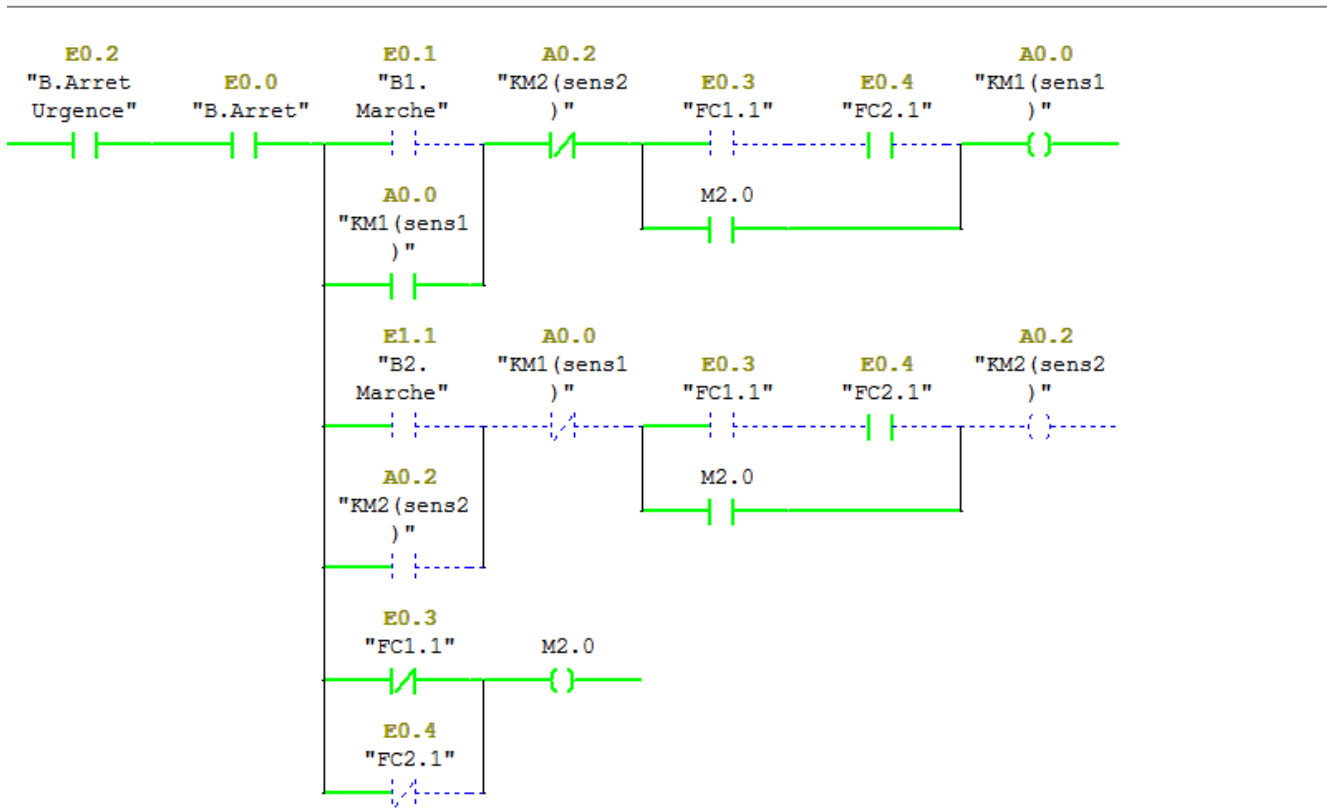 E0.2 E0.1 A0.2 A0.0
"B.Arret "B1. "KM2(sens2 E0.3 E0.4 "KM1(sens1
E0.0
Urgence" "B.Arret" Marche" )" "FC1.1" "FC2.1" )"
A0.0 M2.0
"KM1(sens1
)"
E1.1 A0.0 A0.2
"B2. "KM1(sens1 E0.3 E0.4 "KM2(sens2
Marche" )" "FC1.1" "FC2.1" )"
A0.2 M2.0
"KM2(sens2
)"
E0.3
"FC1.1" M2.0
E0.4
"FC2.1"